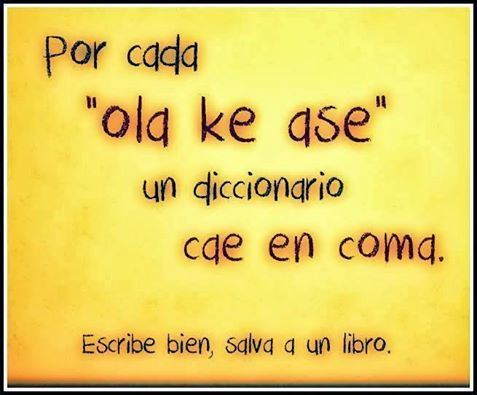 Por cada
"ola ke ase"
un diccionario
cae en coma.
Escribe bien, salva a un libro.